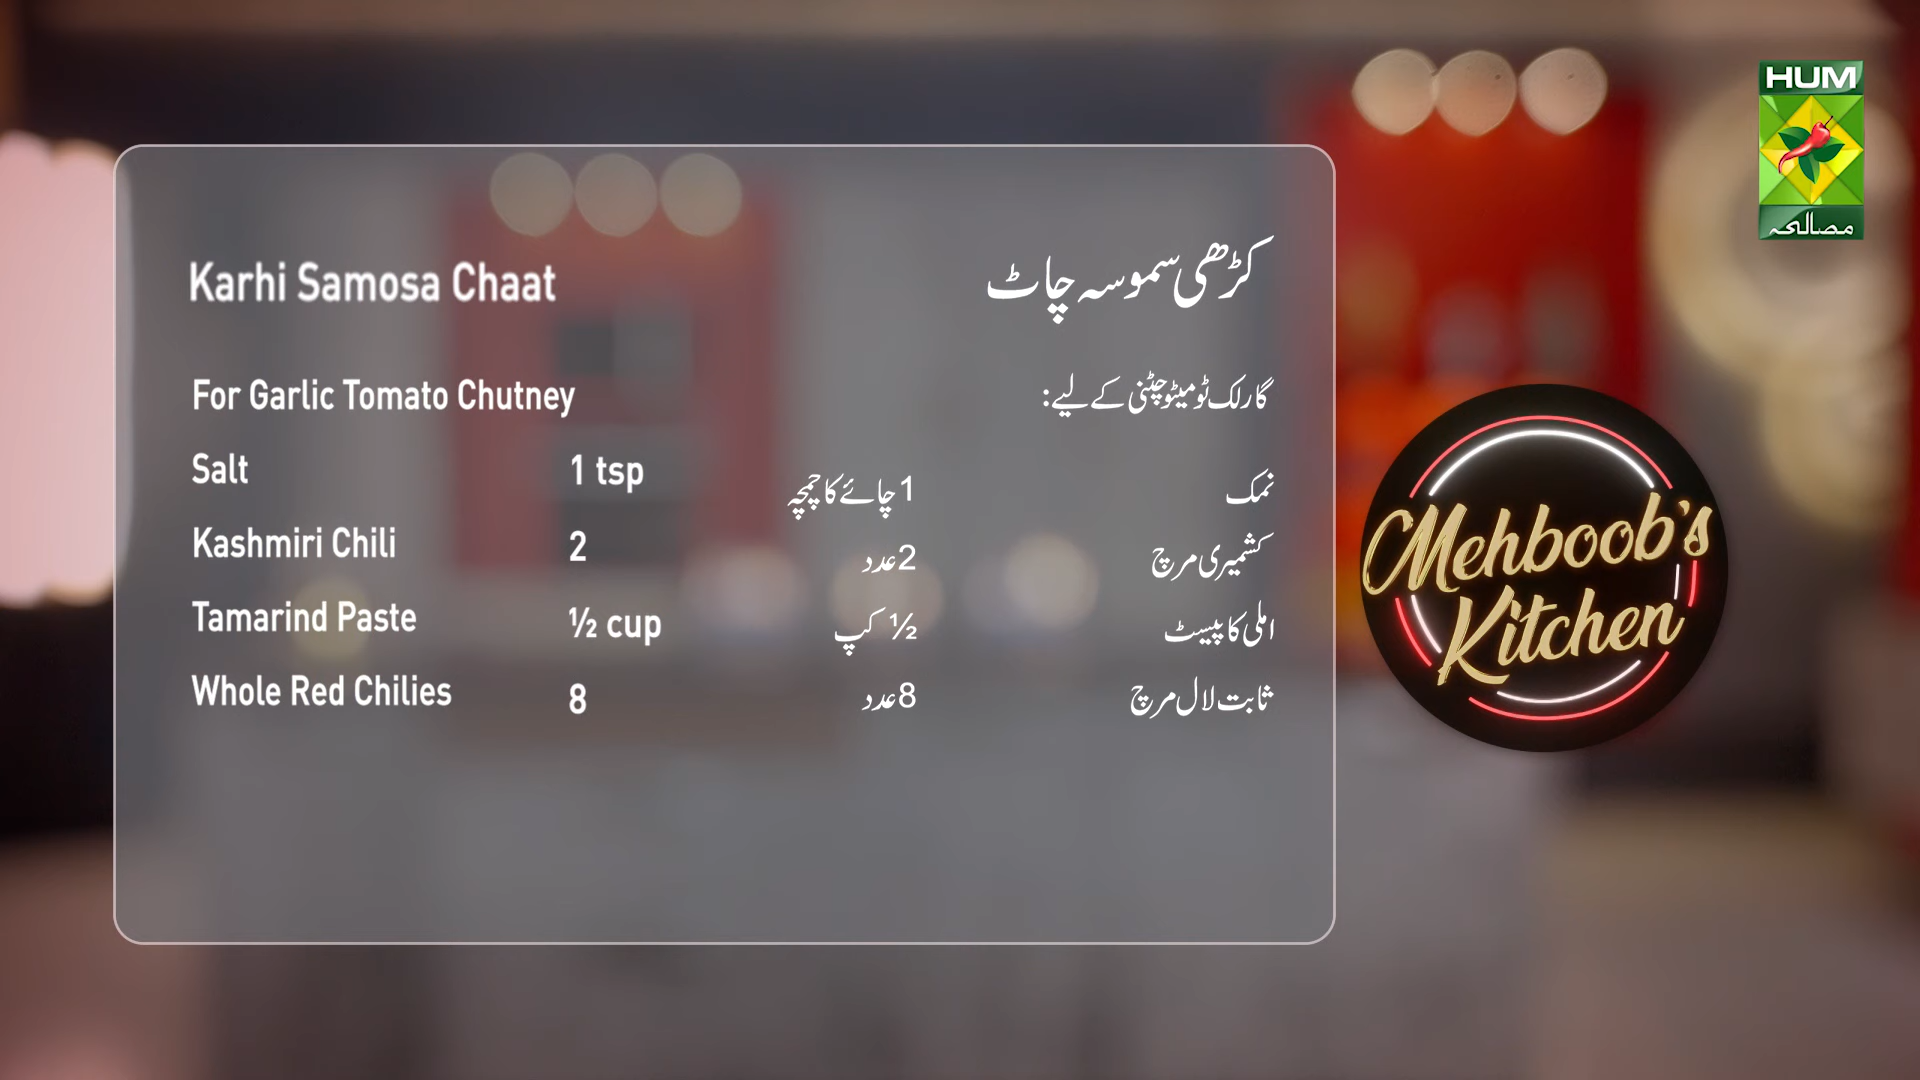 HUM
مصالحہ
Karhi Samosa Chaat
کڑھی سموسہ چاٹ
For Garlic Tomato Chutney
گارلک ٹومیٹو چٹنی کے لیے:
Salt 1 tsp
نمک 1 چائے کا چمچہ
Kashmiri Chili 2
کشمیری مرچ 2 عدد
Tamarind Paste ½ cup
املی کا پیسٹ ½ کپ
Whole Red Chilies 8
ثابت لال مرچ 8 عدد
Mehboob's
Kitchen